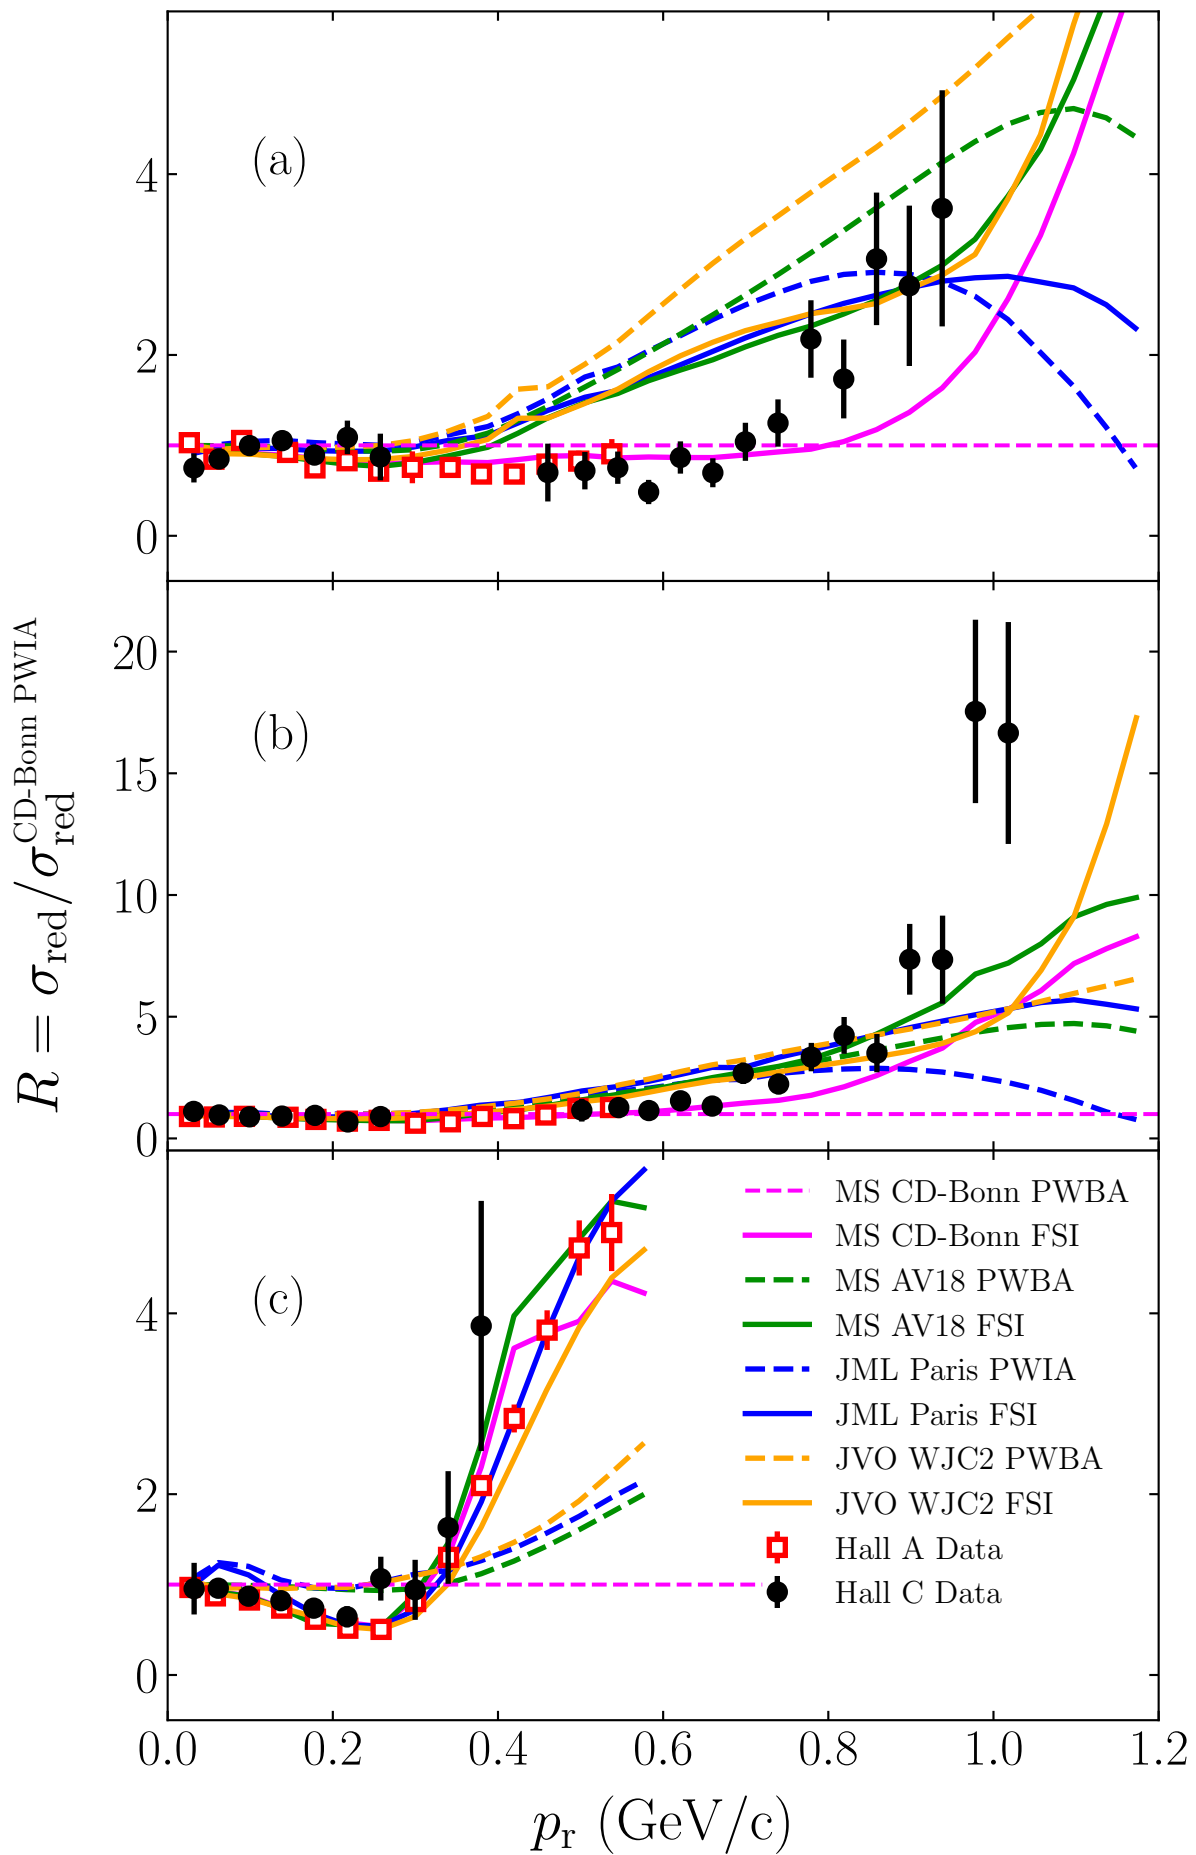 (a)
4
2
0
(b)
20
15
10
5
0
R = σred/σredCD-Bonn PWIA
(c)
4
2
0
MS CD-Bonn PWBA
MS CD-Bonn FSI
MS AV18 PWBA
MS AV18 FSI
JML Paris PWIA
JML Paris FSI
JVO WJC2 PWBA
JVO WJC2 FSI
Hall A Data
Hall C Data
0.0 0.2 0.4 0.6 0.8 1.0 1.2
pr (GeV/c)